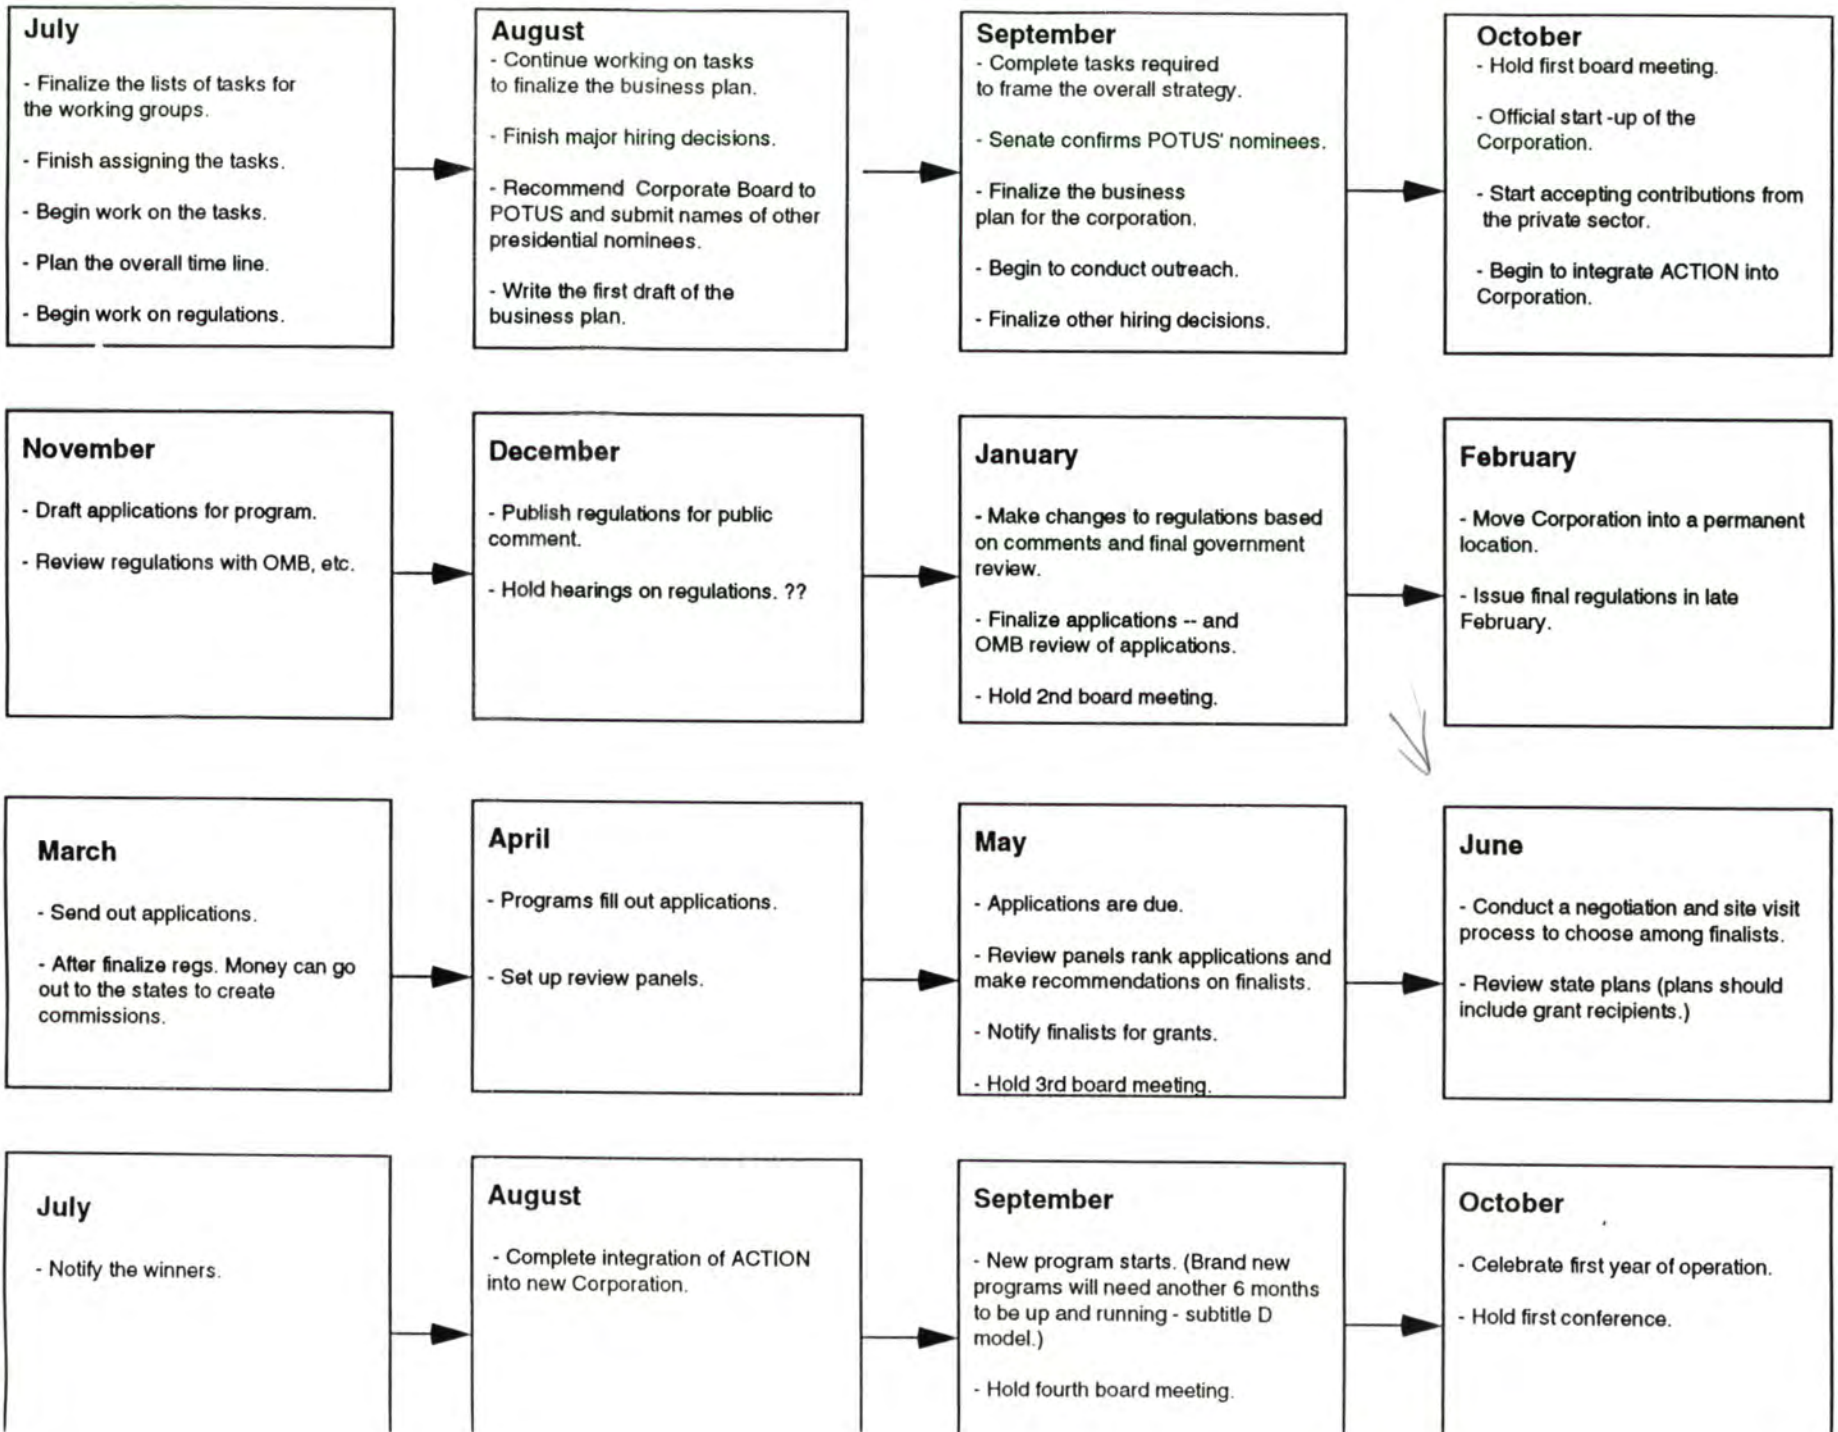 July
- Finalize the lists of tasks for
the working groups.
- Finish assigning the tasks.
- Begin work on the tasks.
- Plan the overall time line.
- Begin work on regulations.
August
- Continue working on tasks
to finalize the business plan.
- Finish major hiring decisions.
- Recommend Corporate Board to
POTUS and submit names of other
presidential nominees.
- Write the first draft of the
business plan.
September
- Complete tasks required
to frame the overall strategy.
- Senate confirms POTUS' nominees.
- Finalize the business
plan for the corporation.
- Begin to conduct outreach.
- Finalize other hiring decisions.
October
- Hold first board meeting.
- Official start -up of the
Corporation.
- Start accepting contributions from
the private sector.
- Begin to integrate ACTION into
Corporation.
November
- Draft applications for program.
- Review regulations with OMB, etc.
December
- Publish regulations for public
comment.
- Hold hearings on regulations. ??
January
- Make changes to regulations based
on comments and final government
review.
- Finalize applications -- and
OMB review of applications.
- Hold 2nd board meeting.
February
- Move Corporation into a permanent
location.
- Issue final regulations in late
February.
March
- Send out applications.
- After finalize regs. Money can go
out to the states to create
commissions.
April
- Programs fill out applications.
- Set up review panels.
May
- Applications are due.
- Review panels rank applications and
make recommendations on finalists.
- Notify finalists for grants.
- Hold 3rd board meeting.
June
- Conduct a negotiation and site visit
process to choose among finalists.
- Review state plans (plans should
include grant recipients.)
July
- Notify the winners.
August
- Complete integration of ACTION
into new Corporation.
September
- New program starts. (Brand new
programs will need another 6 months
to be up and running - subtitle D
model.)
- Hold fourth board meeting.
October
- Celebrate first year of operation.
- Hold first conference.